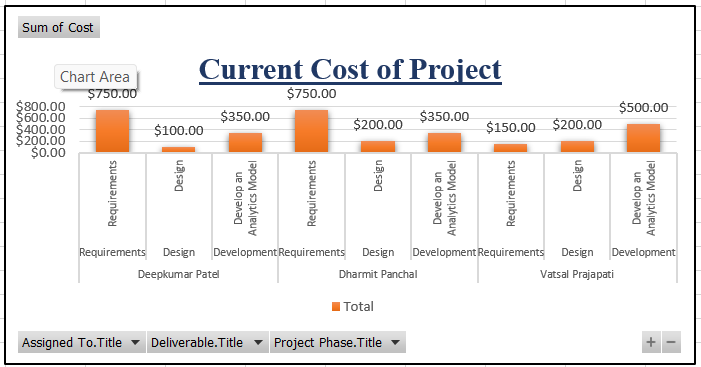 Sum of Cost
Current Cost of Project
Chart Area
$750.00 $100.00 $350.00 $750.00 $200.00 $350.00 $150.00 $200.00 $500.00
$800.00
$600.00
$400.00
$200.00
$0.00
Requirements Design Develop an Analytics Model Requirements Design Develop an Analytics Model Requirements Design Develop an Analytics Model
Requirements Design Development Requirements Design Development Requirements Design Development
Deepkumar Patel Dharmit Panchal Vatsal Prajapati
Total
Assigned To.Title Deliverable.Title Project Phase.Title + −